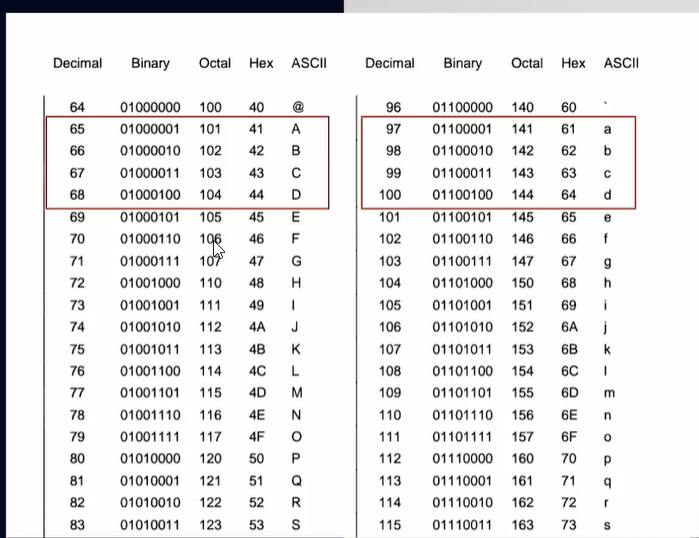 Decimal Binary Octal Hex ASCII Decimal Binary Octal Hex ASCII
64 01000000 100 40 @ 96 01100000 140 60 `
65 01000001 101 41 A 97 01100001 141 61 a
66 01000010 102 42 B 98 01100010 142 62 b
67 01000011 103 43 C 99 01100011 143 63 c
68 01000100 104 44 D 100 01100100 144 64 d
69 01000101 105 45 E 101 01100101 145 65 e
70 01000110 106 46 F 102 01100110 146 66 f
71 01000111 107 47 G 103 01100111 147 67 g
72 01001000 110 48 H 104 01101000 150 68 h
73 01001001 111 49 I 105 01101001 151 69 i
74 01001010 112 4A J 106 01101010 152 6A j
75 01001011 113 4B K 107 01101011 153 6B k
76 01001100 114 4C L 108 01101100 154 6C l
77 01001101 115 4D M 109 01101101 155 6D m
78 01001110 116 4E N 110 01101110 156 6E n
79 01001111 117 4F O 111 01101111 157 6F o
80 01010000 120 50 P 112 01110000 160 70 p
81 01010001 121 51 Q 113 01110001 161 71 q
82 01010010 122 52 R 114 01110010 162 72 r
83 01010011 123 53 S 115 01110011 163 73 s